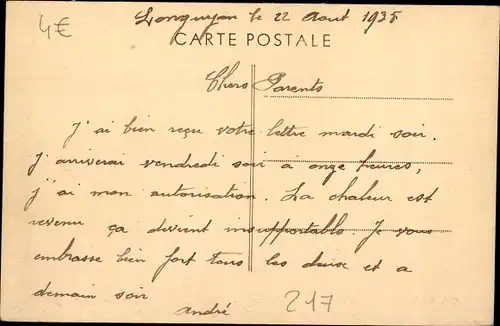 4€
Longuyon le 22 Aout 1935
CARTE POSTALE
Chers Parents
J'ai bien reçu votre lettre mardi soir.
J'arriverai vendredi soir à onze heures,
j'ai mon autorisation. La chaleur est
revenu ça devient insupportable. Je vous
embrasse bien fort tous les deux et a
demain soir
André
217